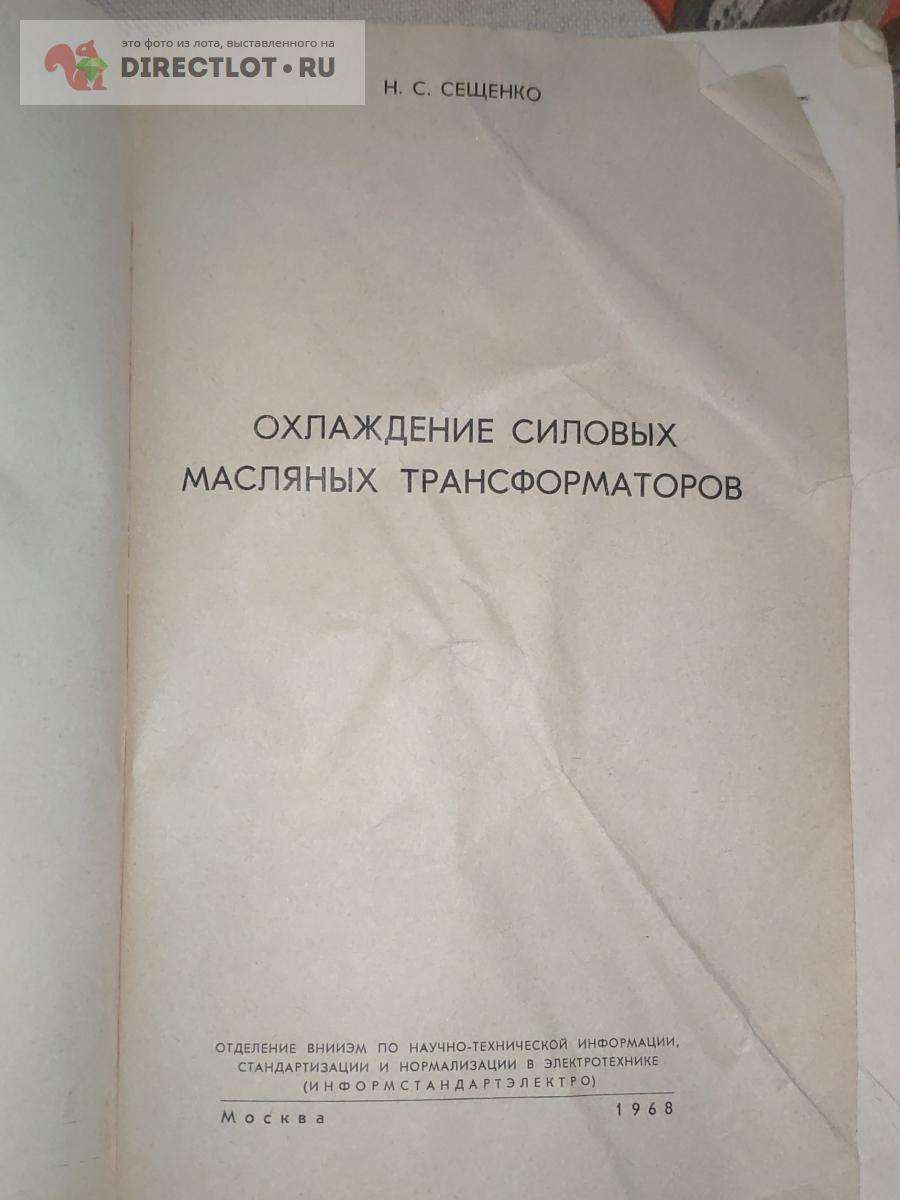 это фото из лота, выставленного на
DIRECTLOT•RU
Н. С. СЕЩЕНКО
ОХЛАЖДЕНИЕ СИЛОВЫХ
МАСЛЯНЫХ ТРАНСФОРМАТОРОВ
ОТДЕЛЕНИЕ ВНИИЭМ ПО НАУЧНО-ТЕХНИЧЕСКОЙ ИНФОРМАЦИИ,
СТАНДАРТИЗАЦИИ И НОРМАЛИЗАЦИИ В ЭЛЕКТРОТЕХНИКЕ
(ИНФОРМСТАНДАРТЭЛЕКТРО)
Москва 1968